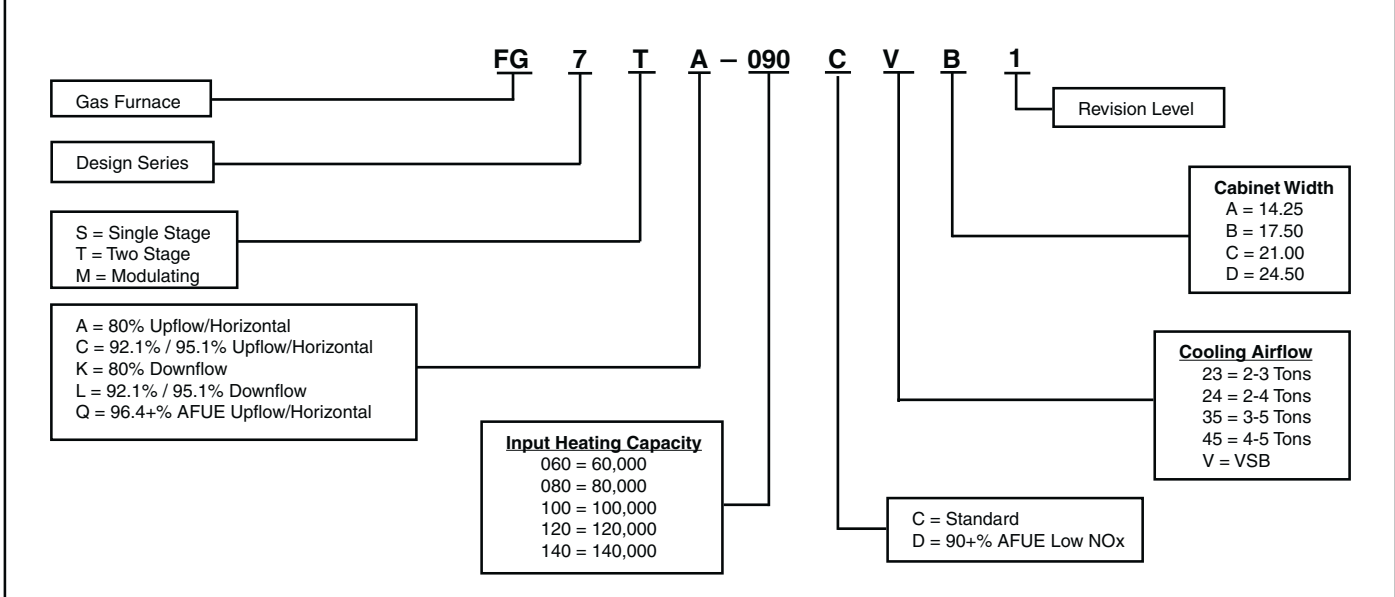 FG 7 T A – 090 C V B 1
Gas Furnace
Revision Level
Design Series
Cabinet Width
A = 14.25
B = 17.50
C = 21.00
D = 24.50
S = Single Stage
T = Two Stage
M = Modulating
A = 80% Upflow/Horizontal
C = 92.1% / 95.1% Upflow/Horizontal
K = 80% Downflow
L = 92.1% / 95.1% Downflow
Q = 96.4+% AFUE Upflow/Horizontal
Cooling Airflow
23 = 2-3 Tons
24 = 2-4 Tons
35 = 3-5 Tons
45 = 4-5 Tons
V = VSB
Input Heating Capacity
060 = 60,000
080 = 80,000
100 = 100,000
120 = 120,000
140 = 140,000
C = Standard
D = 90+% AFUE Low NOx